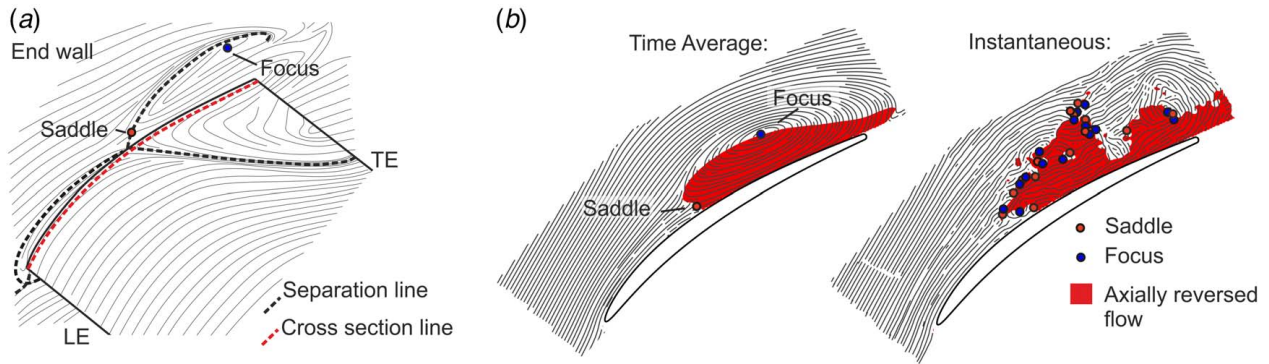 (a)
End wall
Focus
Saddle
TE
LE
Separation line
Cross section line
(b)
Time Average:
Focus
Saddle
Instantaneous:
Saddle
Focus
Axially reversed
flow